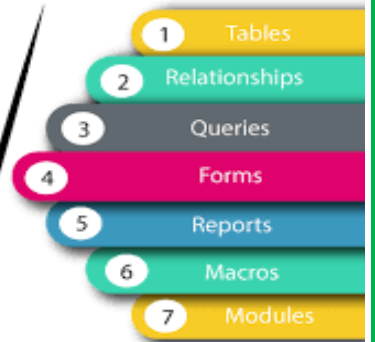 1 Tables
2 Relationships
3 Queries
4 Forms
5 Reports
6 Macros
7 Modules